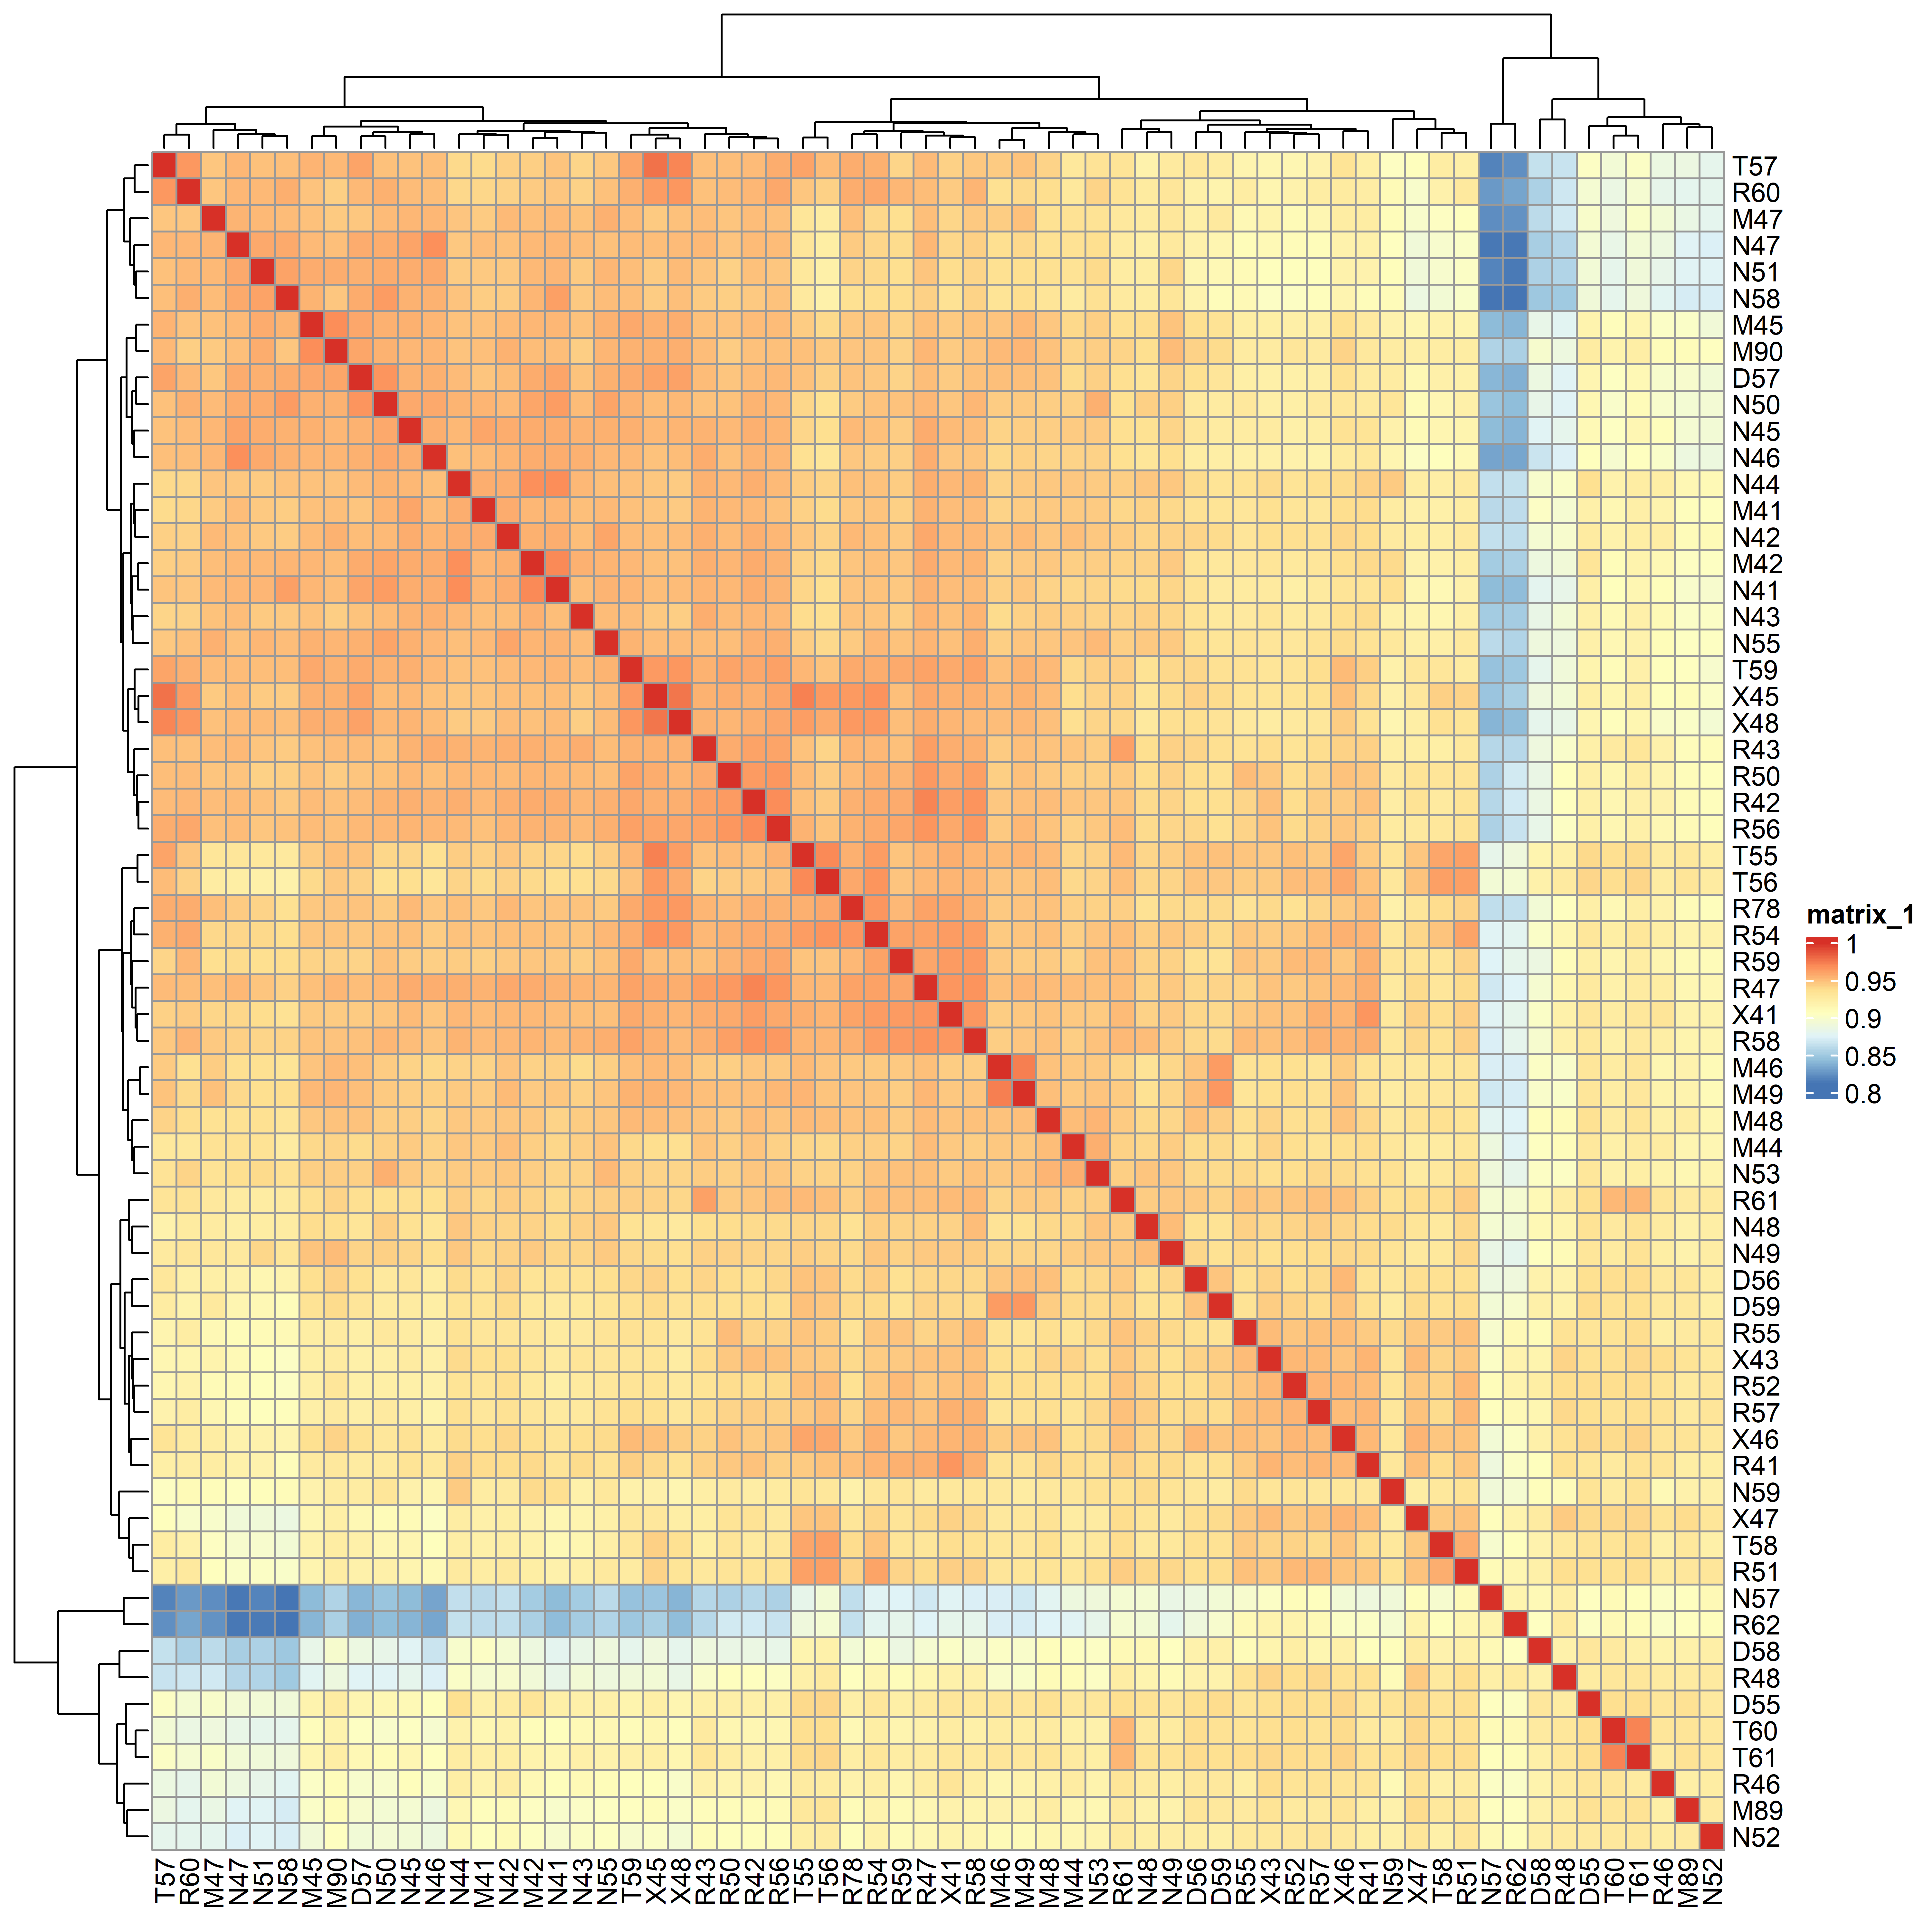 T57
R60
M47
N47
N51
N58
M45
M90
D57
N50
N45
N46
N44
M41
N42
M42
N41
N43
N55
T59
X45
X48
R43
R50
R42
R56
T55
T56
R78
R54
R59
R47
X41
R58
M46
M49
M48
M44
N53
R61
N48
N49
D56
D59
R55
X43
R52
R57
X46
R41
N59
X47
T58
R51
N57
R62
D58
R48
D55
T60
T61
R46
M89
N52
matrix_1
1
0.95
0.9
0.85
0.8
T57
R60
M47
N47
N51
N58
M45
M90
D57
N50
N45
N46
N44
M41
N42
M42
N41
N43
N55
T59
X45
X48
R43
R50
R42
R56
T55
T56
R78
R54
R59
R47
X41
R58
M46
M49
M48
M44
N53
R61
N48
N49
D56
D59
R55
X43
R52
R57
X46
R41
N59
X47
T58
R51
N57
R62
D58
R48
D55
T60
T61
R46
M89
N52